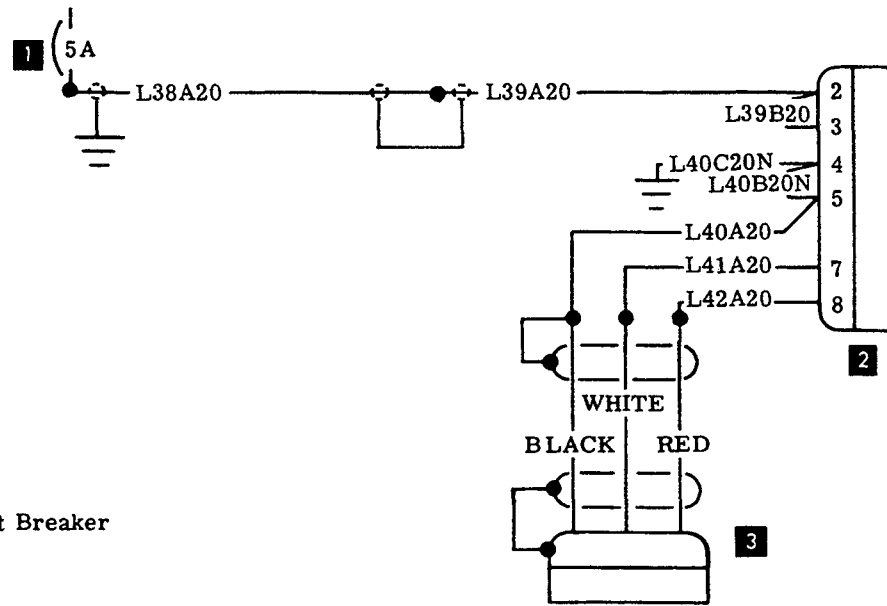 1
5A
L38A20
L39A20
2
L39B20
3
L40C20N
4
L40B20N
5
L40A20
L41A20
7
L42A20
8
2
WHITE
BLACK RED
t Breaker
3